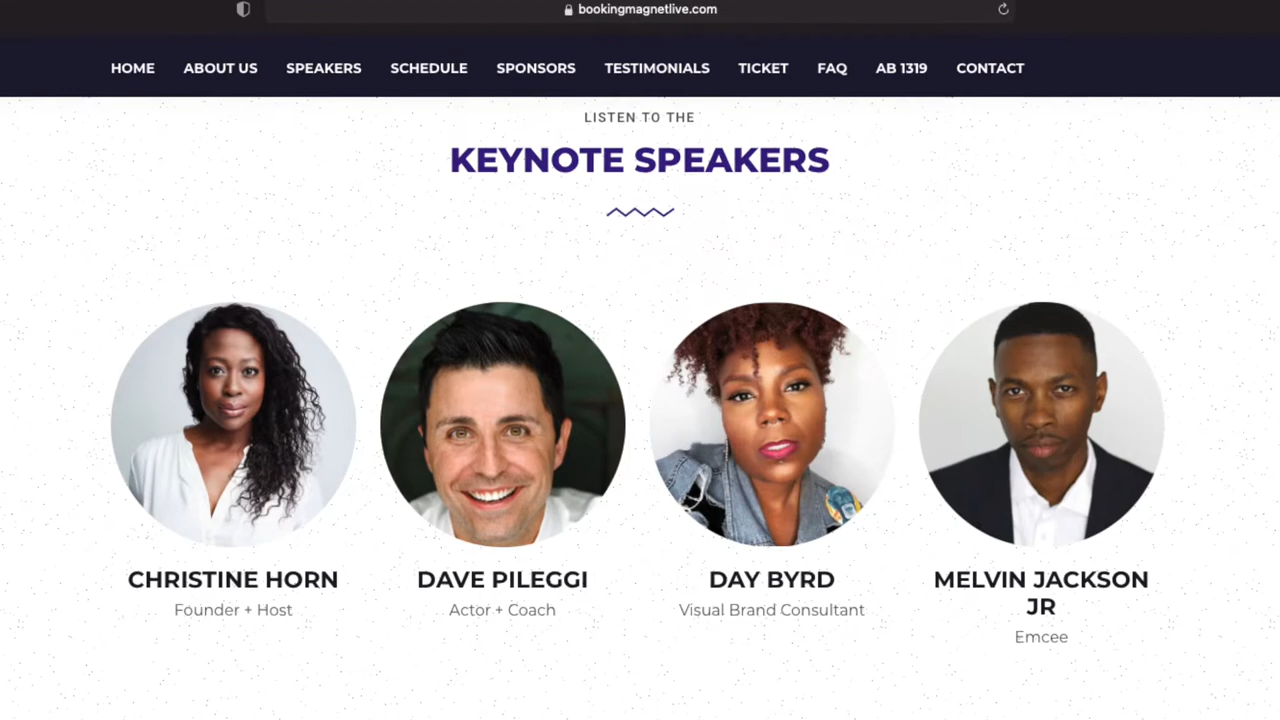 bookingmagnetlive.com
HOME ABOUT US SPEAKERS SCHEDULE SPONSORS TESTIMONIALS TICKET FAQ AB 1319 CONTACT
LISTEN TO THE
KEYNOTE SPEAKERS
CHRISTINE HORN
Founder + Host
DAVE PILEGGI
Actor + Coach
DAY BYRD
Visual Brand Consultant
MELVIN JACKSON
JR
Emcee